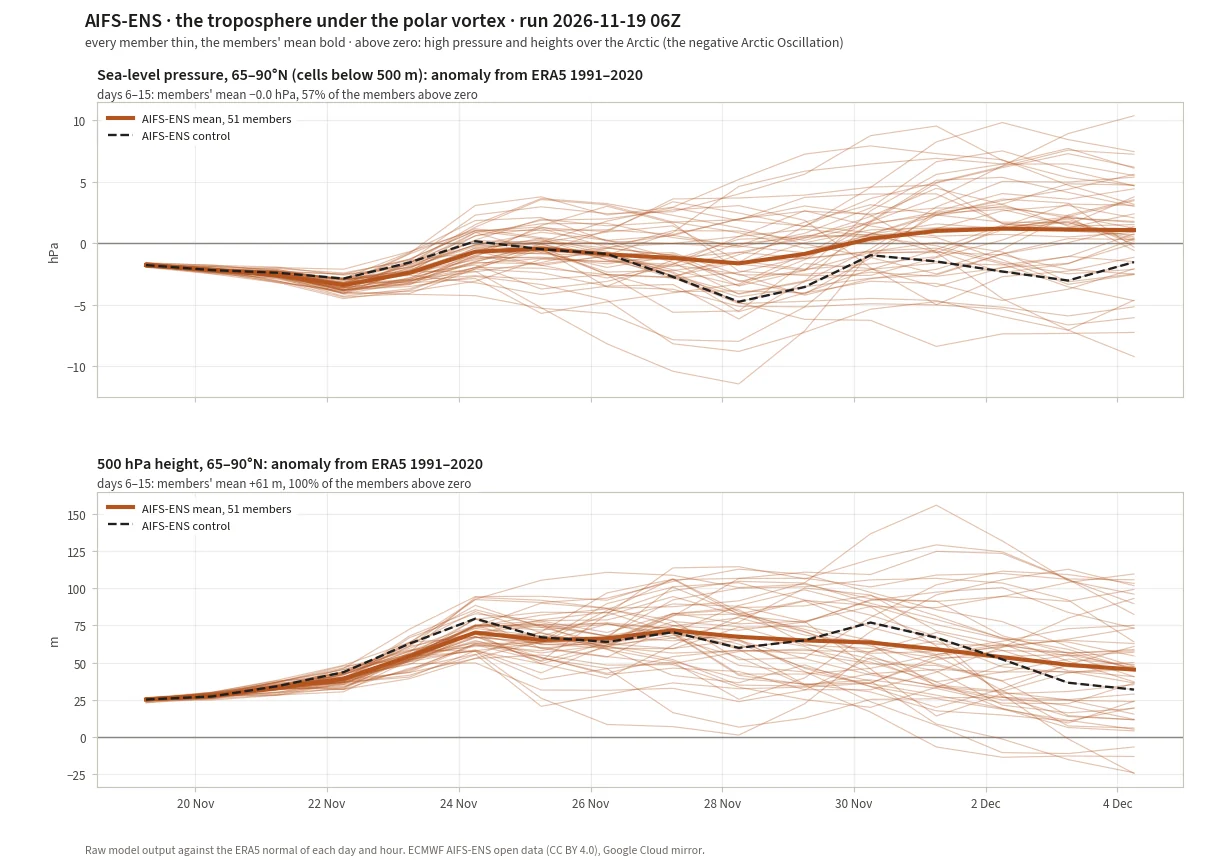 AIFS-ENS · the troposphere under the polar vortex · run 2026-11-19 06Z
every member thin, the members' mean bold · above zero: high pressure and heights over the Arctic (the negative Arctic Oscillation)
Sea-level pressure, 65–90°N (cells below 500 m): anomaly from ERA5 1991–2020
days 6–15: members' mean −0.0 hPa, 57% of the members above zero
AIFS-ENS mean, 51 members
AIFS-ENS control
10
5
0
−5
−10
hPa
500 hPa height, 65–90°N: anomaly from ERA5 1991–2020
days 6–15: members' mean +61 m, 100% of the members above zero
AIFS-ENS mean, 51 members
AIFS-ENS control
150
125
100
75
50
25
0
−25
m
20 Nov 22 Nov 24 Nov 26 Nov 28 Nov 30 Nov 2 Dec 4 Dec
Raw model output against the ERA5 normal of each day and hour. ECMWF AIFS-ENS open data (CC BY 4.0), Google Cloud mirror.